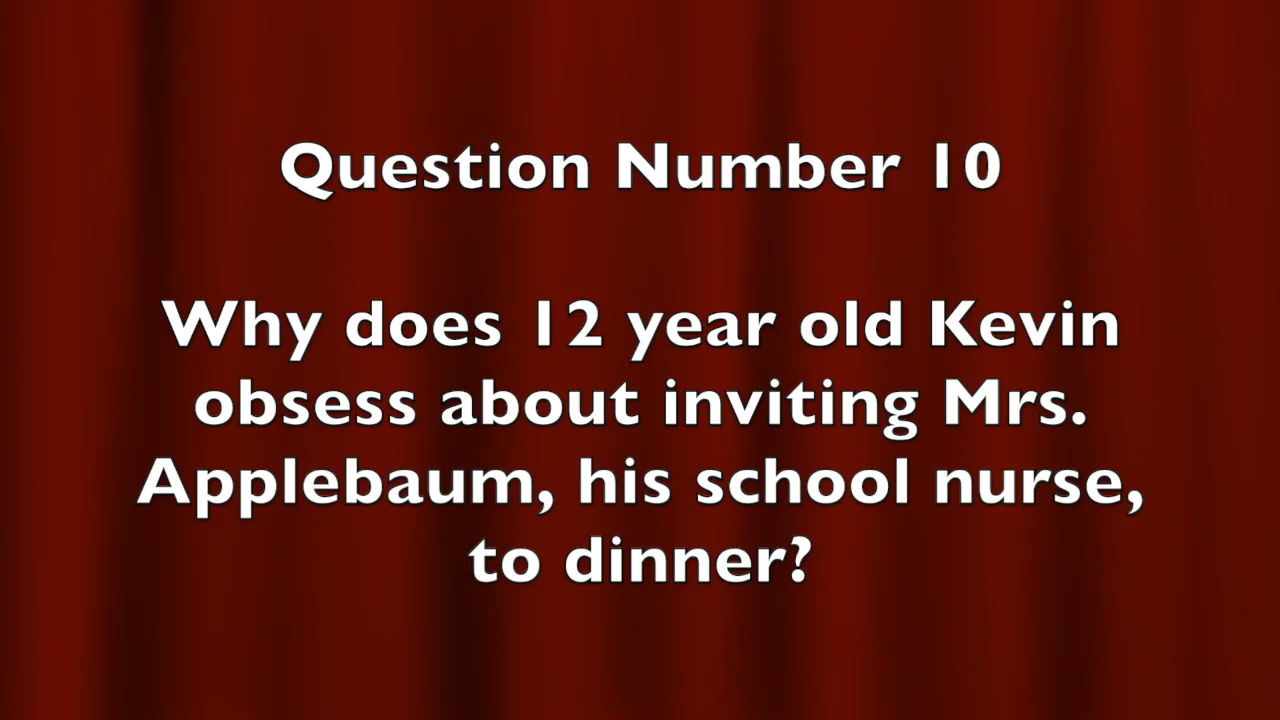 Question Number 10
Why does 12 year old Kevin
obsess about inviting Mrs.
Applebaum, his school nurse,
to dinner?